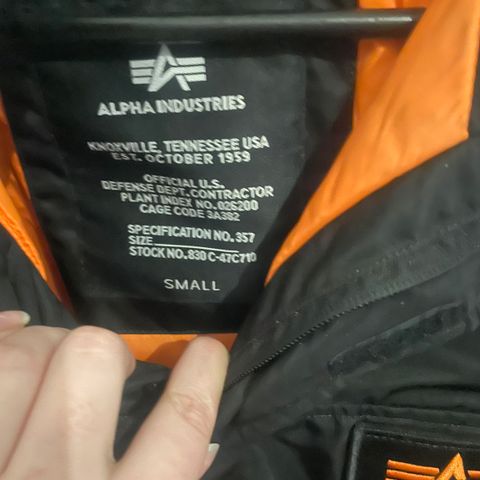 ALPHA INDUSTRIES
KNOXVILLE, TENNESSEE USA
EST. OCTOBER 1959
OFFICIAL U.S.
DEFENSE DEPT. CONTRACTOR
PLANT INDEX NO. 026200
CAGE CODE 3A382
SPECIFICATION NO. 357
SIZE
STOCK NO. 830 C-47C710
SMALL